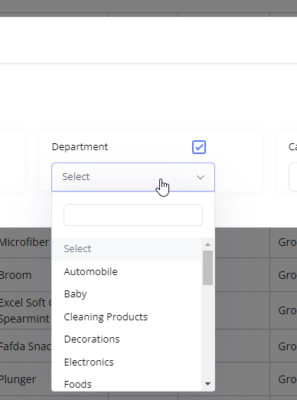 Department
Ca
Select
Select
Automobile
Baby
Cleaning Products
Decorations
Electronics
Foods
Microfiber
Gro
Broom
Gro
Excel Soft C
Spearmint
Gro
Fafda Snac
Gro
Plunger
Gro